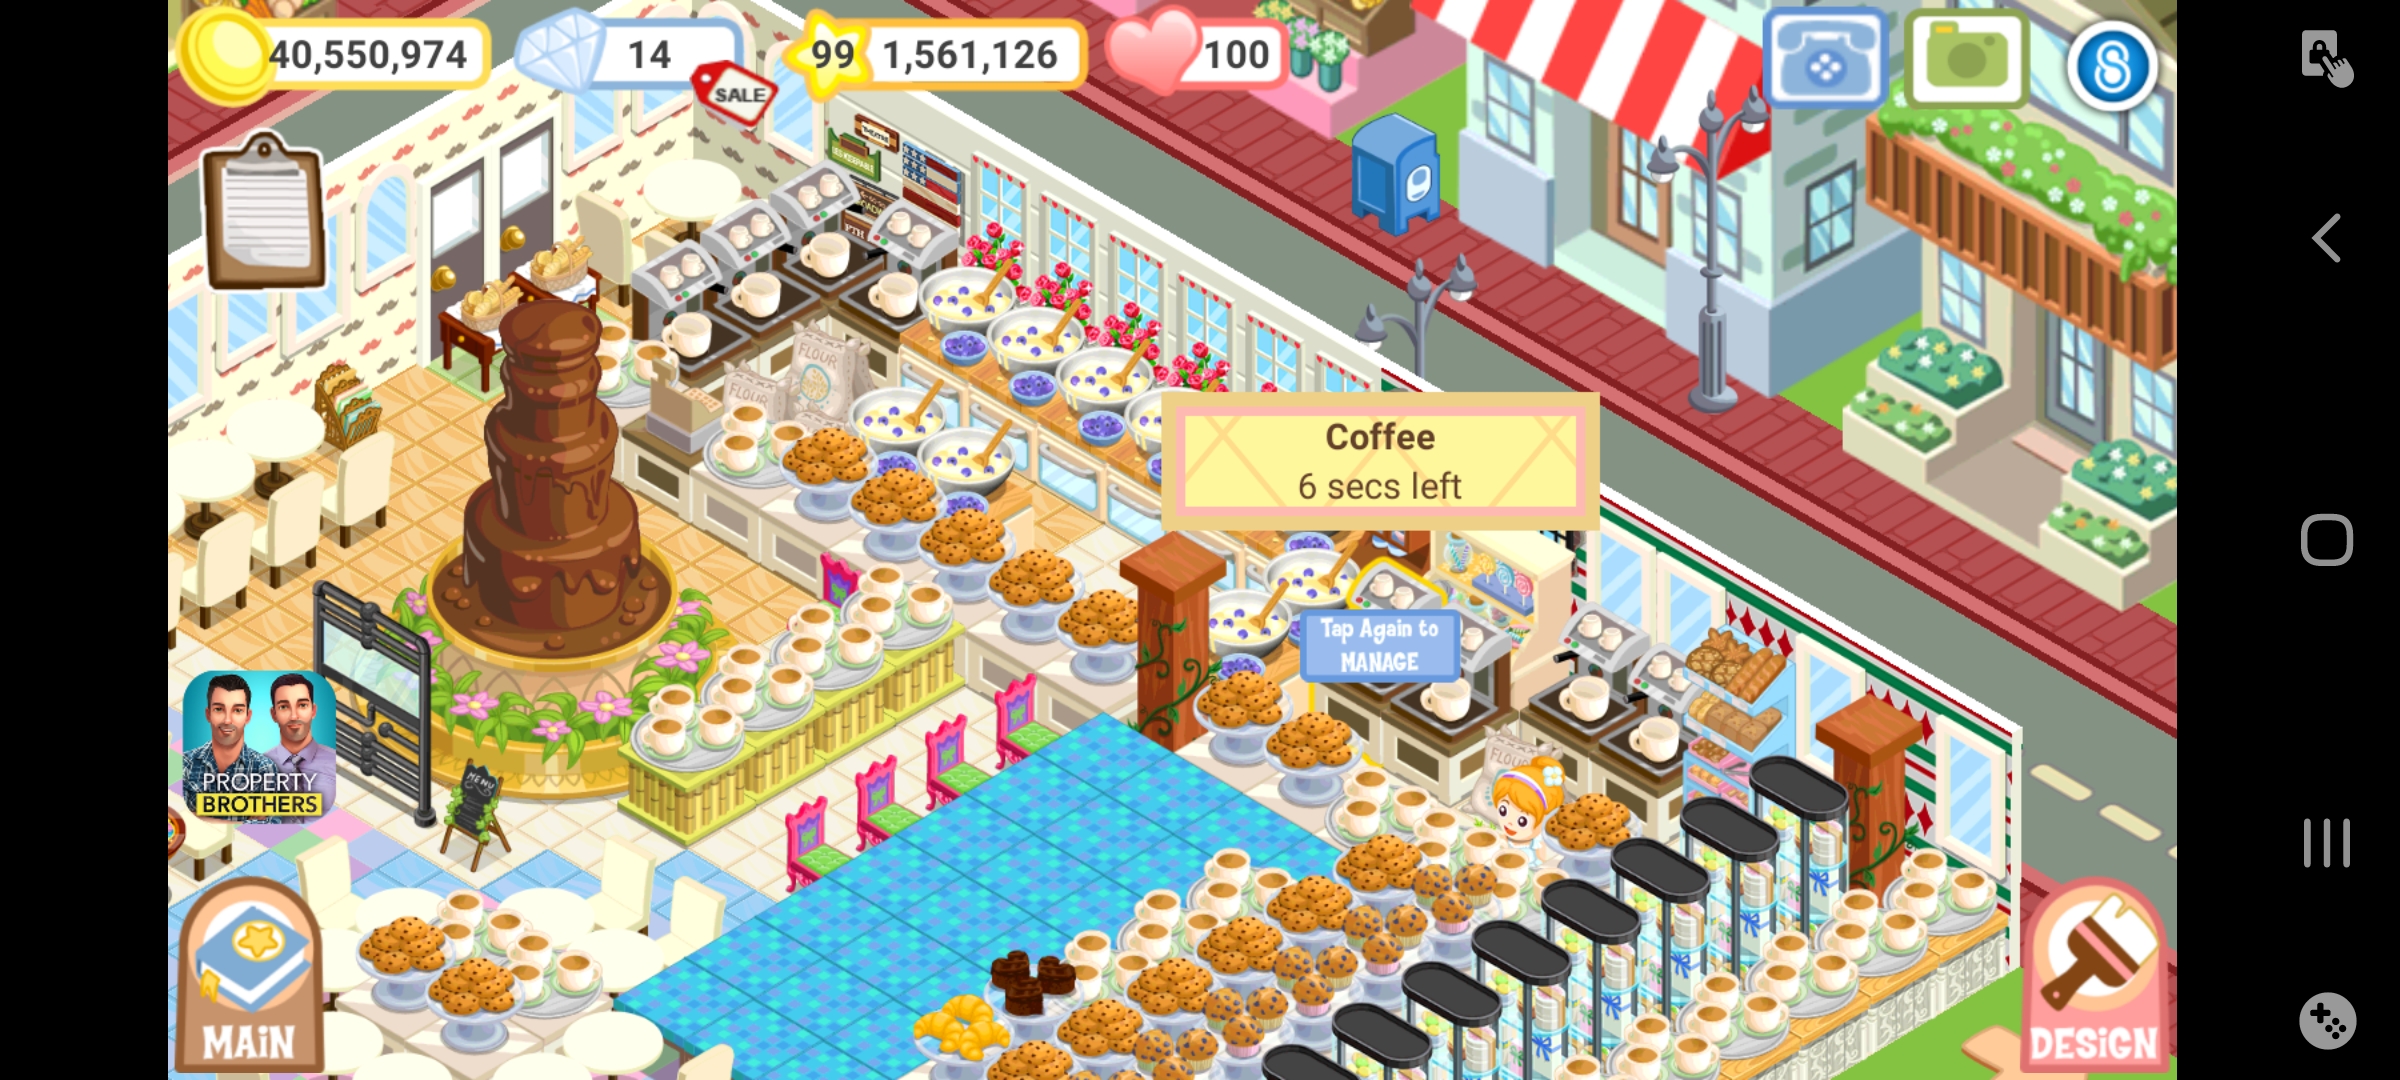 40,550,974
14
SALE
99
1,561,126
100
FLOUR
FLOUR
Coffee
6 secs left
Tap Again to
MANAGE
FLOUR
PROPERTY
BROTHERS
MENU
MAIN
DESIGN